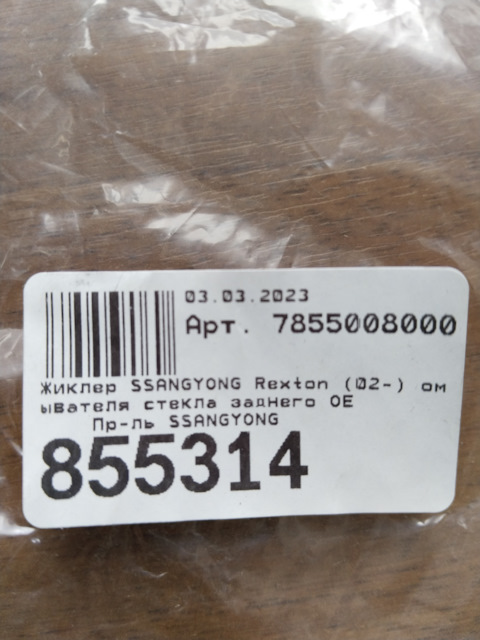 03.03.2023
Арт. 7855008000
Жиклер SSANGYONG Rexton (02-) ом
ывателя стекла заднего OE
Пр-ль SSANGYONG
855314